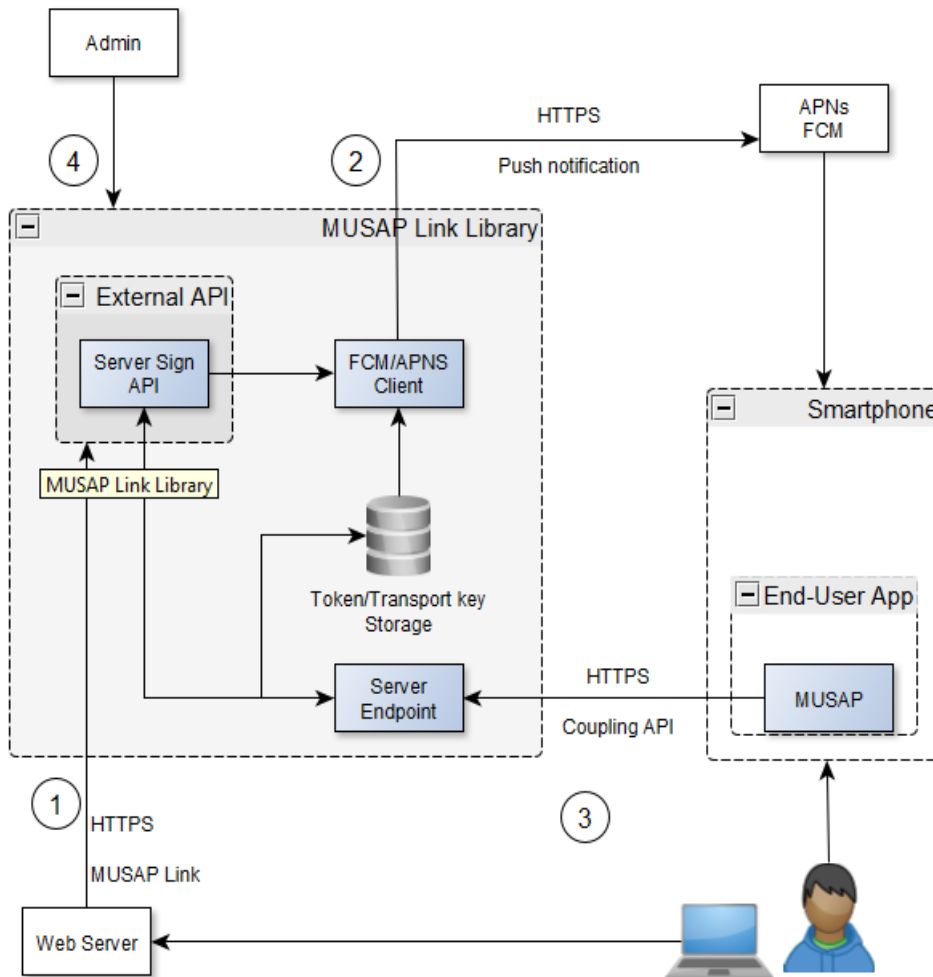 Admin
HTTPS
APNs
FCM
4
2
Push notification
MUSAP Link Library
External API
Server Sign
API
FCM/APNS
Client
Smartphone
MUSAP Link Library
Token/Transport key
Storage
End-User App
HTTPS
Server
Endpoint
MUSAP
Coupling API
1
3
HTTPS
MUSAP Link
Web Server